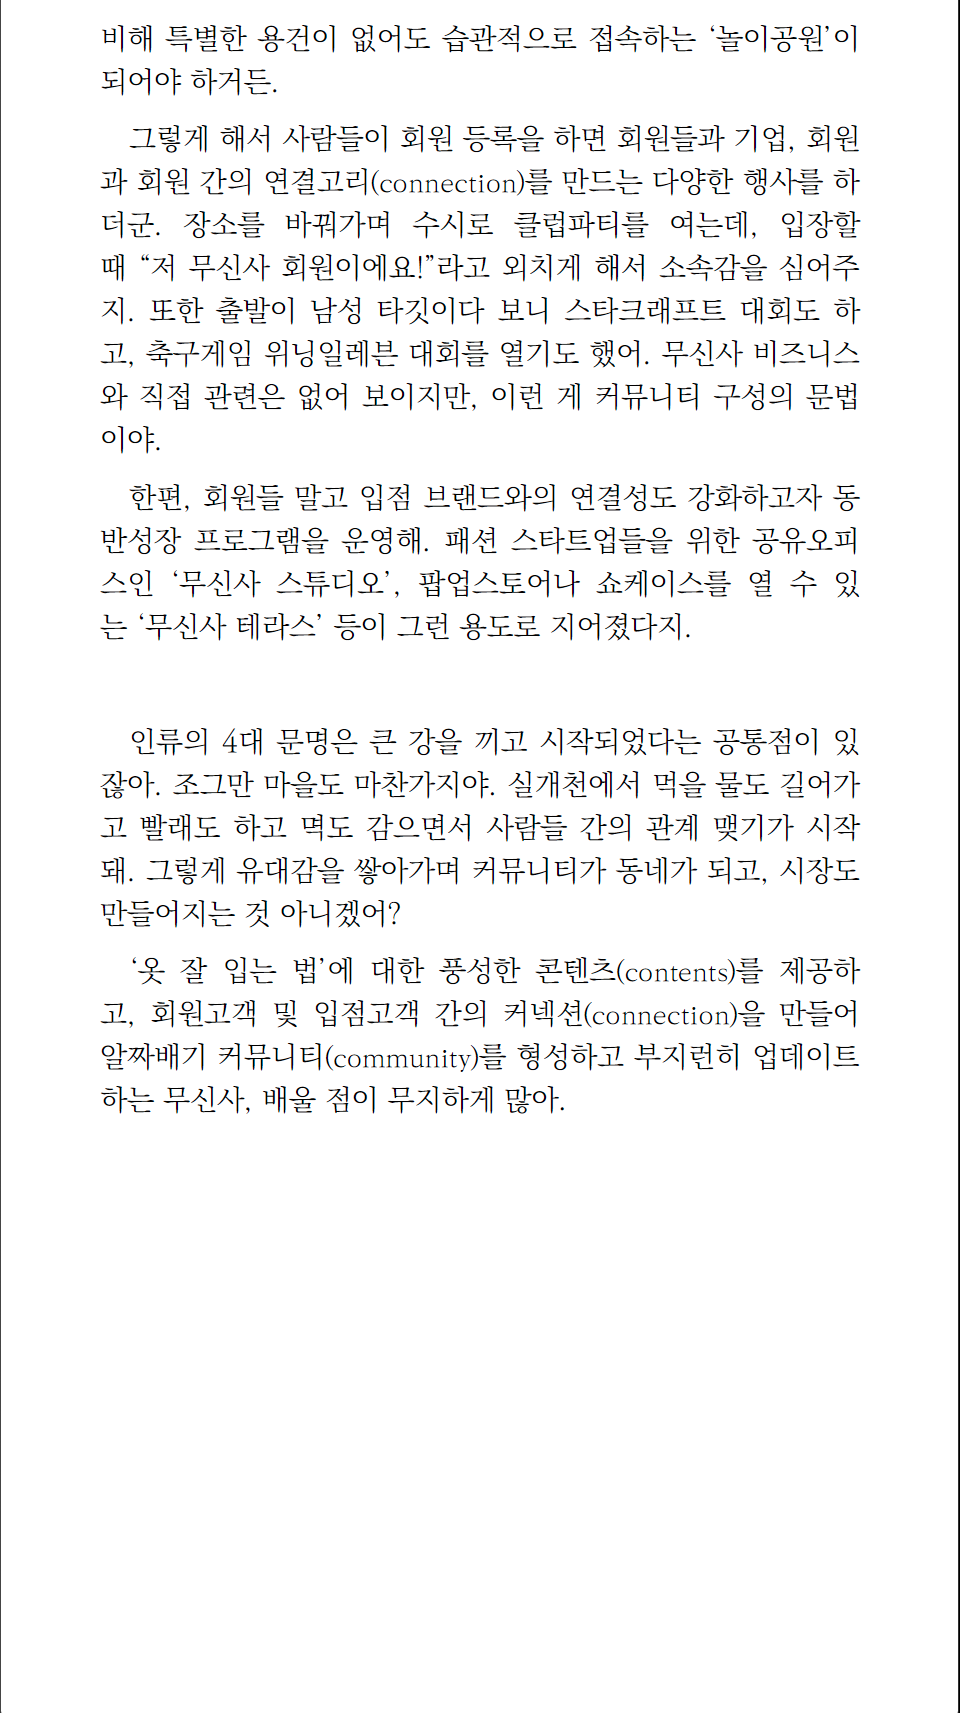 비해 특별한 용건이 없어도 습관적으로 접속하는 ‘놀이공원’이
되어야 하거든.
그렇게 해서 사람들이 회원 등록을 하면 회원들과 기업, 회원
과 회원 간의 연결고리(connection)를 만드는 다양한 행사를 하
더군. 장소를 바꿔가며 수시로 클럽파티를 여는데, 입장할
때 “저 무신사 회원이에요!”라고 외치게 해서 소속감을 심어주
지. 또한 출발이 남성 타깃이다 보니 스타크래프트 대회도 하
고, 축구게임 위닝일레븐 대회를 열기도 했어. 무신사 비즈니스
와 직접 관련은 없어 보이지만, 이런 게 커뮤니티 구성의 문법
이야.
한편, 회원들 말고 입점 브랜드와의 연결성도 강화하고자 동
반성장 프로그램을 운영해. 패션 스타트업들을 위한 공유오피
스인 ‘무신사 스튜디오’, 팝업스토어나 쇼케이스를 열 수 있
는 ‘무신사 테라스’ 등이 그런 용도로 지어졌다지.
인류의 4대 문명은 큰 강을 끼고 시작되었다는 공통점이 있
잖아. 조그만 마을도 마찬가지야. 실개천에서 먹을 물도 길어가
고 빨래도 하고 멱도 감으면서 사람들 간의 관계 맺기가 시작
돼. 그렇게 유대감을 쌓아가며 커뮤니티가 동네가 되고, 시장도
만들어지는 것 아니겠어?
‘옷 잘 입는 법’에 대한 풍성한 콘텐츠(contents)를 제공하
고, 회원고객 및 입점고객 간의 커넥션(connection)을 만들어
알짜배기 커뮤니티(community)를 형성하고 부지런히 업데이트
하는 무신사, 배울 점이 무지하게 많아.